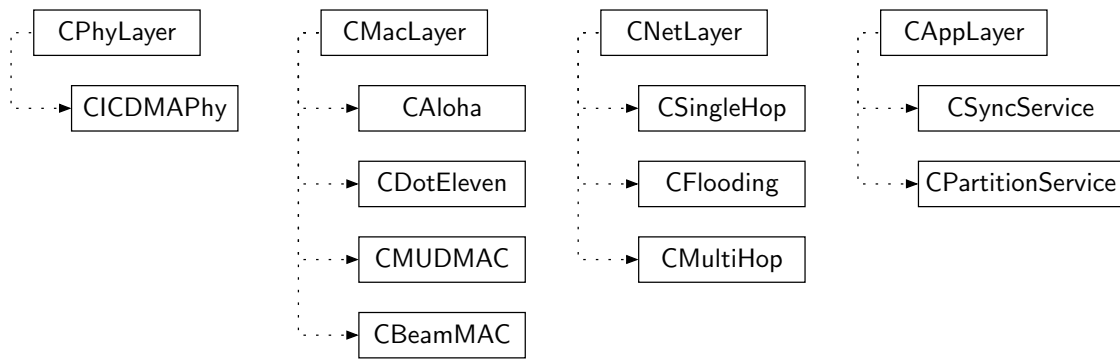 CPhyLayer
CICDMAPhy
CMacLayer
CAloha
CDotEleven
CMUDMAC
CBeamMAC
CNetLayer
CSingleHop
CFlooding
CMultiHop
CAppLayer
CSyncService
CPartitionService